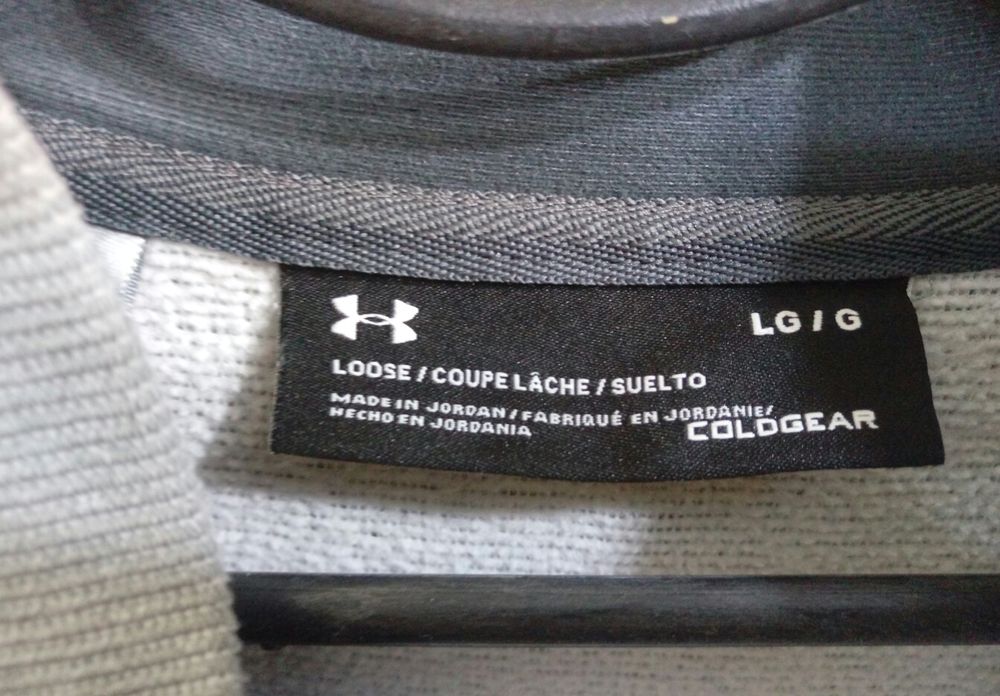 LG / G
LOOSE / COUPE LÂCHE / SUELTO
MADE IN JORDAN / FABRIQUÉ EN JORDANIE/
HECHO EN JORDANIA
COLDGEAR